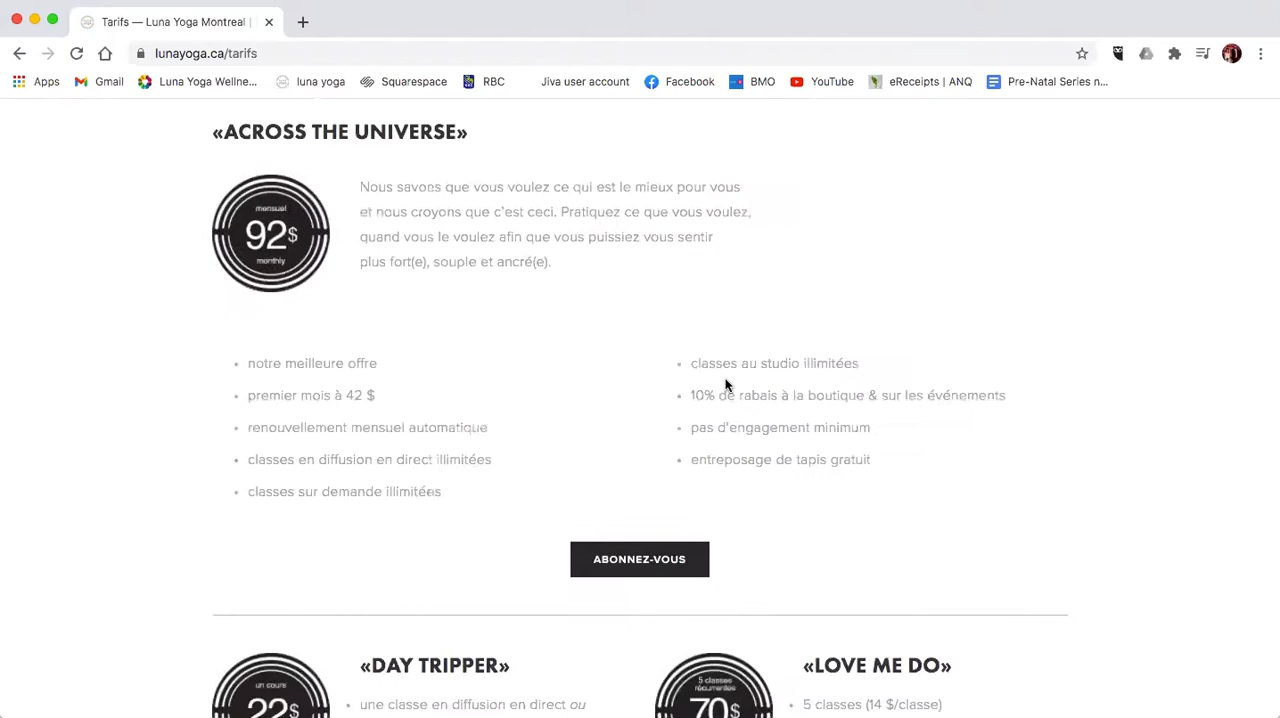 Tarifs — Luna Yoga Montreal |
lunayoga.ca/tarifs
Apps Gmail Luna Yoga Wellne... luna yoga Squarespace RBC Jiva user account Facebook BMO YouTube eReceipts | ANQ Pre-Natal Series n...
«ACROSS THE UNIVERSE»
mensuel
92$
monthly
Nous savons que vous voulez ce qui est le mieux pour vous
et nous croyons que c'est ceci. Pratiquez ce que vous voulez,
quand vous le voulez afin que vous puissiez vous sentir
plus fort(e), souple et ancré(e).
• notre meilleure offre
• premier mois à 42 $
• renouvellement mensuel automatique
• classes en diffusion en direct illimitées
• classes sur demande illimitées
• classes au studio illimitées
• 10% de rabais à la boutique & sur les événements
• pas d'engagement minimum
• entreposage de tapis gratuit
ABONNEZ-VOUS
un cours
22$
«DAY TRIPPER»
• une classe en diffusion en direct ou
5 classes
récurrentes
70$
«LOVE ME DO»
• 5 classes (14 $/classe)